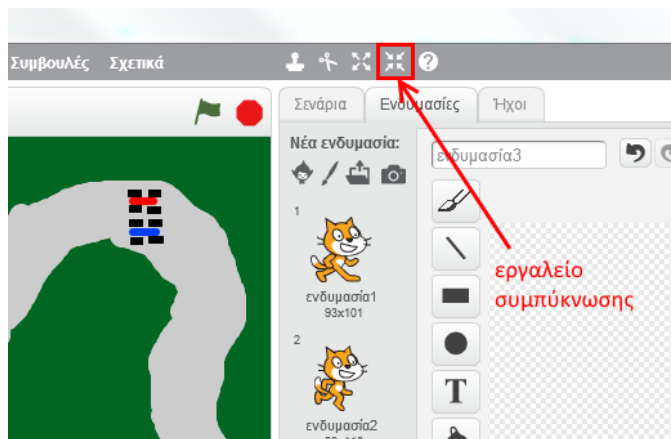 Συμβουλές Σχετικά
Σενάρια Ενδυμασίες Ήχοι
Νέα ενδυμασία:
ενδυμασία3
1
ενδυμασία1
93x101
2
ενδυμασία2
εργαλείο
συμπύκνωσης
T
?